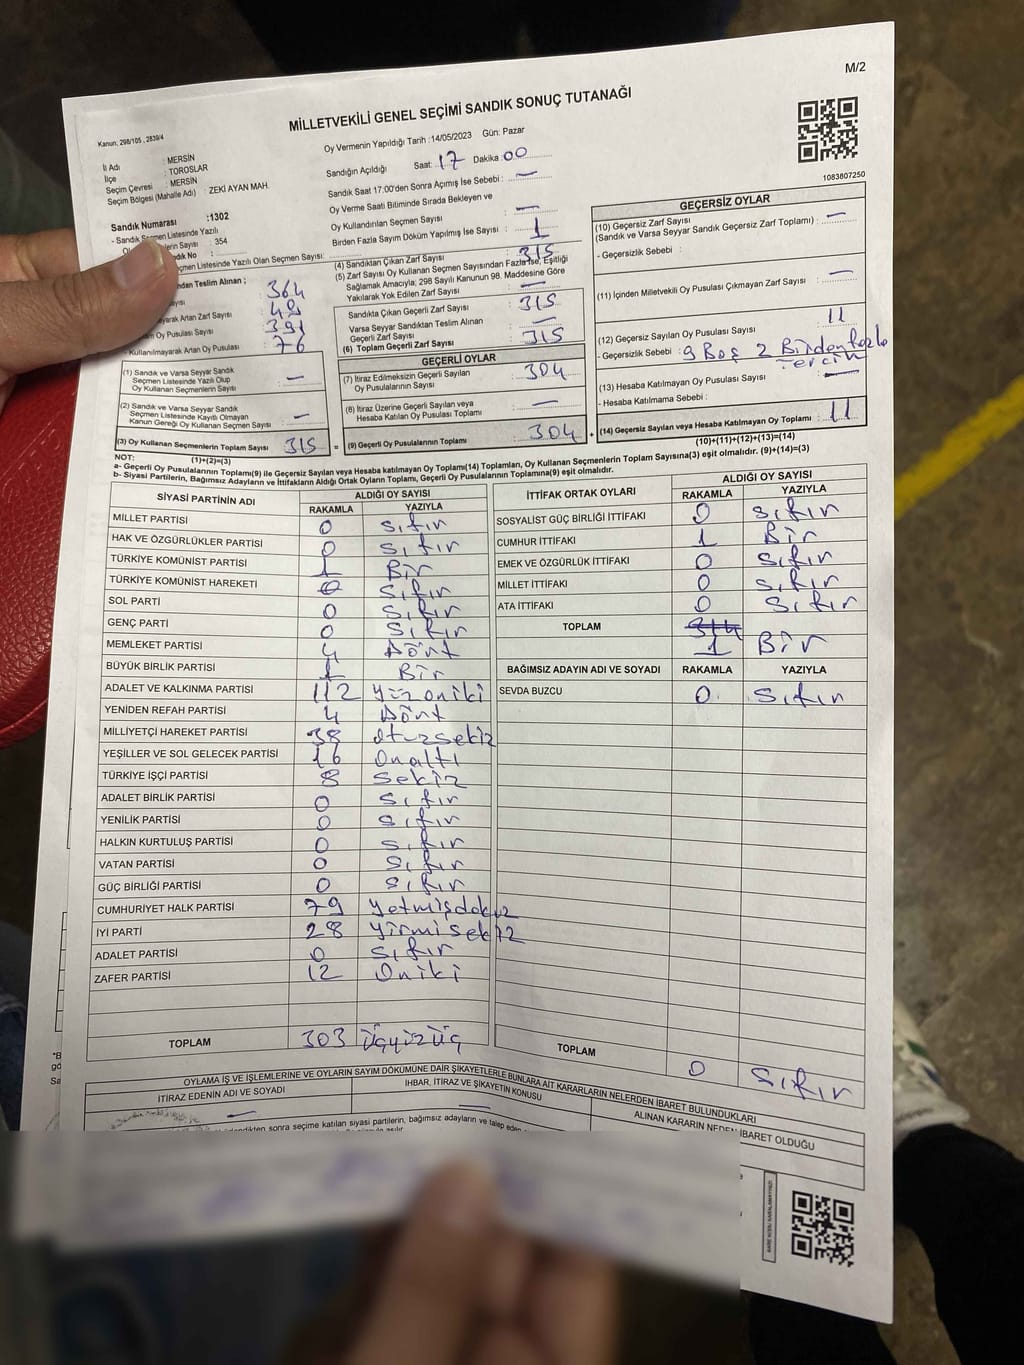 M/2
MİLLETVEKİLİ GENEL SEÇİMİ SANDIK SONUÇ TUTANAĞI
Kanun: 298/105 , 2839/4
Oy Vermenin Yapıldığı Tarih :14/05/2023 Gün: Pazar
İl Adı : MERSİN
İlçe : TOROSLAR
Seçim Çevresi : MERSİN
Seçim Bölgesi (Mahalle Adı) : ZEKİ AYAN MAH.
Sandığın Açıldığı Saat: 17 Dakika: 00
Sandık Saat 17:00'den Sonra Açılmış İse Sebebi : —
Oy Verme Saati Bitiminde Sırada Bekleyen ve
Oy Kullandırılan Seçmen Sayısı : —
Birden Fazla Sayım Döküm Yapılmış İse Sayısı : 1
1083807250
Sandık Numarası :1302
- Sandık Seçmen Listesinde Yazılı
Sayısı : 354
No :
Listesinde Yazılı Olan Seçmen Sayısı:
Teslim Alınan ;
364
Artan Zarf Sayısı : 49
Oy Pusulası Sayısı : 391
Kullanılmayarak Artan Oy Pusulası : 76
(1) Sandık ve Varsa Seyyar Sandık
Seçmen Listesinde Yazılı Olup
Oy Kullanan Seçmenlerin Sayısı : —
(2) Sandık ve Varsa Seyyar Sandık
Seçmen Listesinde Kayıtlı Olmayan
Kanun Gereği Oy Kullanan Seçmen Sayısı : —
(3) Oy Kullanan Seçmenlerin Toplam Sayısı : 315
(1)+(2)=(3)
(4) Sandıktan Çıkan Zarf Sayısı : 315
(5) Zarf Sayısı Oy Kullanan Seçmen Sayısından Fazla ise, Eşitliği
Sağlamak Amacıyla; 298 Sayılı Kanunun 98. Maddesine Göre
Yakılarak Yok Edilen Zarf Sayısı : —
Sandıkta Çıkan Geçerli Zarf Sayısı : 315
Varsa Seyyar Sandıktan Teslim Alınan
Geçerli Zarf Sayısı : —
(6) Toplam Geçerli Zarf Sayısı : 315
GEÇERLİ OYLAR
(7) İtiraz Edilmeksizin Geçerli Sayılan
Oy Pusulalarının Sayısı : 304
(8) İtiraz Üzerine Geçerli Sayılan veya
Hesaba Katılan Oy Pusulası Toplamı : —
= (9) Geçerli Oy Pusulalarının Toplamı : 304 +
GEÇERSİZ OYLAR
(10) Geçersiz Zarf Sayısı
(Sandık ve Varsa Seyyar Sandık Geçersiz Zarf Toplamı) : —
- Geçersizlik Sebebi :
(11) İçinden Milletvekili Oy Pusulası Çıkmayan Zarf Sayısı : —
(12) Geçersiz Sayılan Oy Pusulası Sayısı : 11
- Geçersizlik Sebebi : 9 Boş 2 Birden fazla
tercih
(13) Hesaba Katılmayan Oy Pusulası Sayısı : —
- Hesaba Katılmama Sebebi :
(14) Geçersiz Sayılan veya Hesaba Katılmayan Oy Toplamı : 11
(10)+(11)+(12)+(13)=(14)
NOT:
a- Geçerli Oy Pusulalarının Toplamı(9) ile Geçersiz Sayılan veya Hesaba katılmayan Oy Toplamı(14) Toplamları, Oy Kullanan Seçmenlerin Toplam Sayısına(3) eşit olmalıdır. (9)+(14)=(3)
b- Siyasi Partilerin, Bağımsız Adayların ve İttifakların Aldığı Ortak Oyların Toplamı, Geçerli Oy Pusulalarının Toplamına(9) eşit olmalıdır.
SİYASİ PARTİNİN ADI ALDIĞI OY SAYISI
RAKAMLA YAZIYLA
MİLLET PARTİSİ 0 sıfır
HAK VE ÖZGÜRLÜKLER PARTİSİ 0 sıfır
TÜRKİYE KOMÜNİST PARTİSİ 1 Bir
TÜRKİYE KOMÜNİST HAREKETİ 0 sıfır
SOL PARTİ 0 sıfır
GENÇ PARTİ 0 sıfır
MEMLEKET PARTİSİ 4 Dört
BÜYÜK BİRLİK PARTİSİ 1 Bir
ADALET VE KALKINMA PARTİSİ 112 yüzoniki
YENİDEN REFAH PARTİSİ 4 Dört
MİLLİYETÇİ HAREKET PARTİSİ 38 otuzsekiz
YEŞİLLER VE SOL GELECEK PARTİSİ 16 Onaltı
TÜRKİYE İŞÇİ PARTİSİ 8 sekiz
ADALET BİRLİK PARTİSİ 0 sıfır
YENİLİK PARTİSİ 0 sıfır
HALKIN KURTULUŞ PARTİSİ 0 sıfır
VATAN PARTİSİ 0 sıfır
GÜÇ BİRLİĞİ PARTİSİ 0 sıfır
CUMHURİYET HALK PARTİSİ 79 yetmişdokuz
İYİ PARTİ 28 yirmisekiz
ADALET PARTİSİ 0 sıfır
ZAFER PARTİSİ 12 Oniki
TOPLAM 303 üçyüzüç
İTTİFAK ORTAK OYLARI ALDIĞI OY SAYISI
RAKAMLA YAZIYLA
SOSYALİST GÜÇ BİRLİĞİ İTTİFAKI 0 sıfır
CUMHUR İTTİFAKI 1 Bir
EMEK VE ÖZGÜRLÜK İTTİFAKI 0 sıfır
MİLLET İTTİFAKI 0 sıfır
ATA İTTİFAKI 0 sıfır
TOPLAM 1 Bir
BAĞIMSIZ ADAYIN ADI VE SOYADI RAKAMLA YAZIYLA
SEVDA BUZCU 0 sıfır
TOPLAM 0 sıfır
OYLAMA İŞ VE İŞLEMLERİNE VE OYLARIN SAYIM DÖKÜMÜNE DAİR ŞİKAYETLERLE BUNLARA AİT KARARLARIN NELERDEN İBARET BULUNDUKLARI
İTİRAZ EDENİN ADI VE SOYADI İHBAR, İTİRAZ VE ŞİKAYETİN KONUSU ALINAN KARARIN NEDEN İBARET OLDUĞU
sonra seçime katılan siyasi partilerin, bağımsız adayların ve talep eden